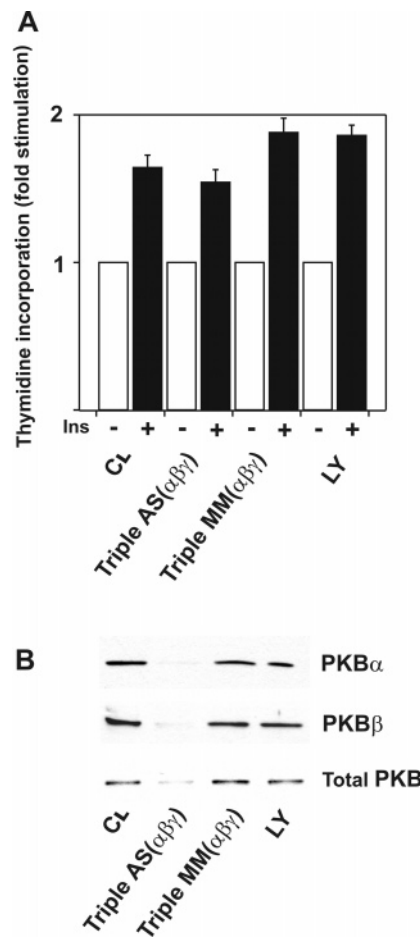 A
Thymidine incorporation (fold stimulation)
2
1
Ins - + - + - + - +
CL
Triple AS(αβγ)
Triple MM(αβγ)
LY
B
PKBα
PKBβ
Total PKB
CL
Triple AS(αβγ)
Triple MM(αβγ)
LY